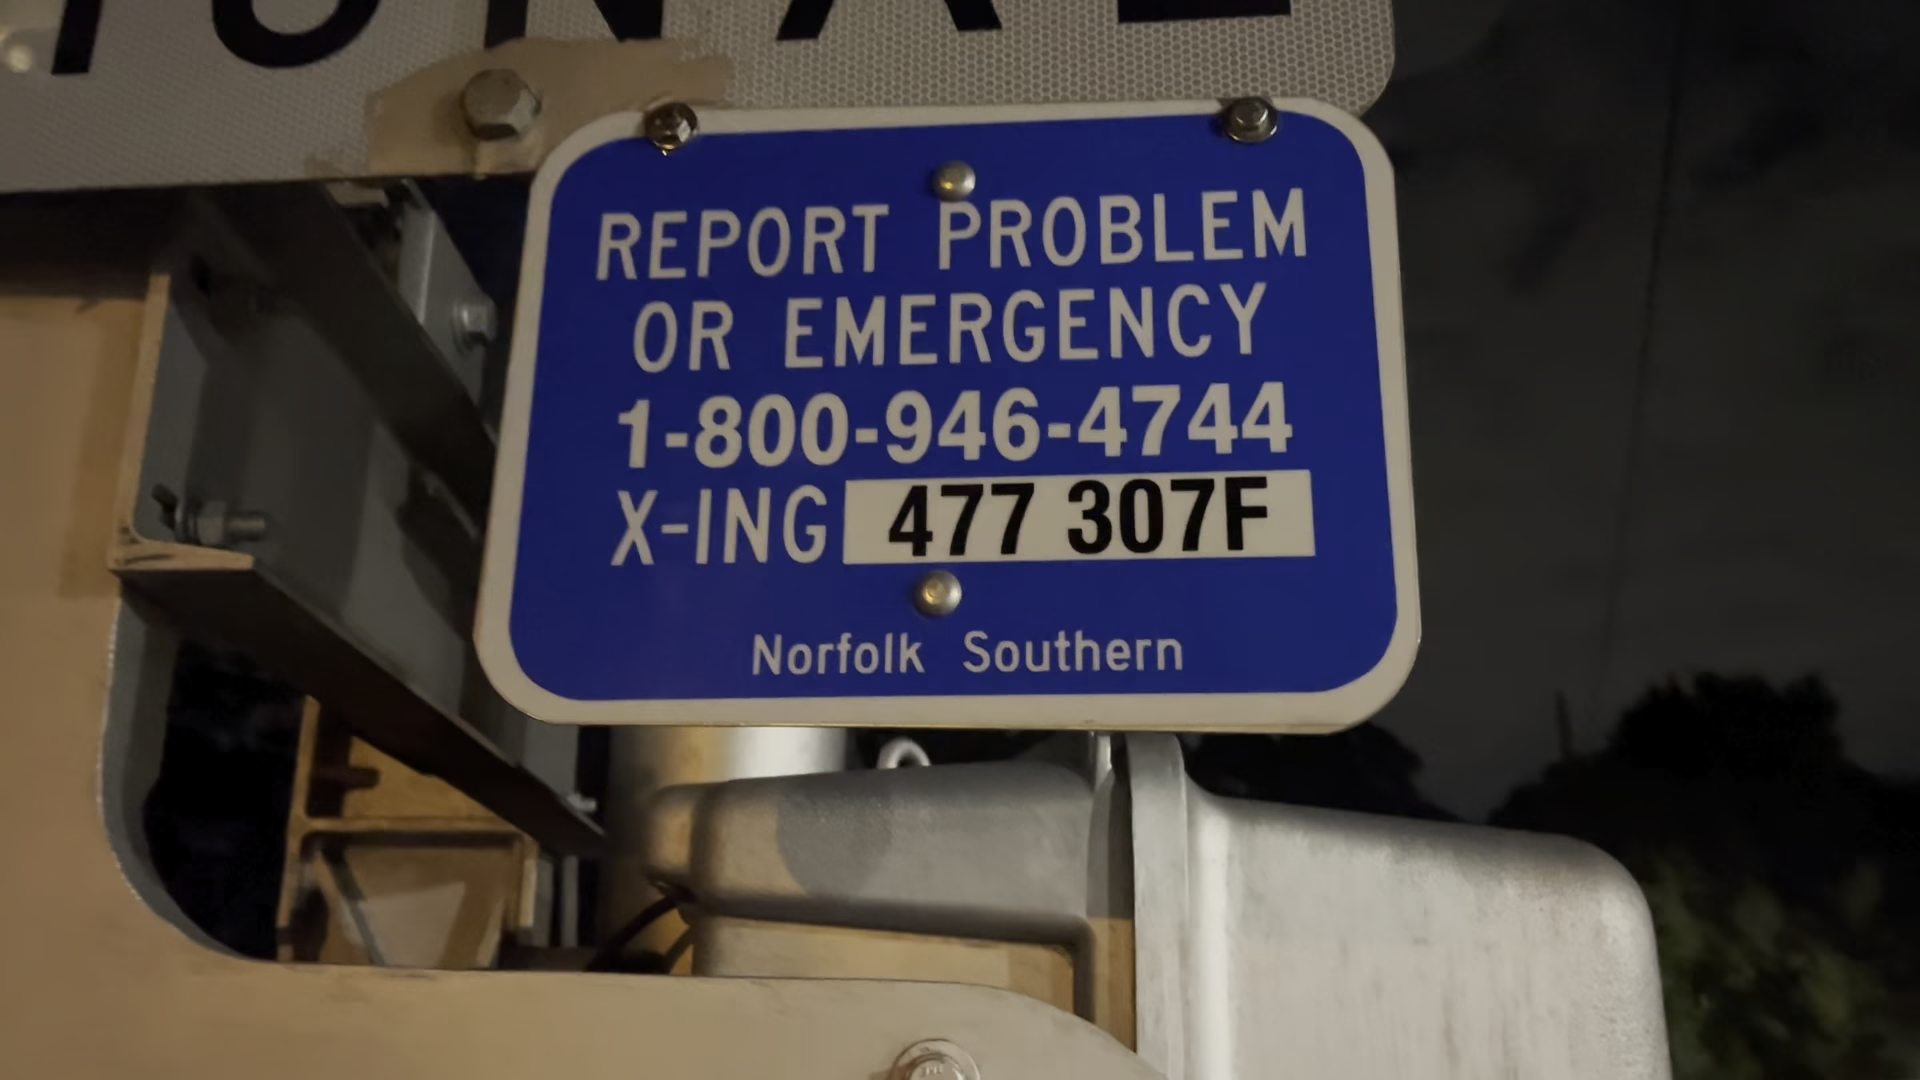 REPORT PROBLEM
OR EMERGENCY
1-800-946-4744
X-ING 477 307F
Norfolk Southern